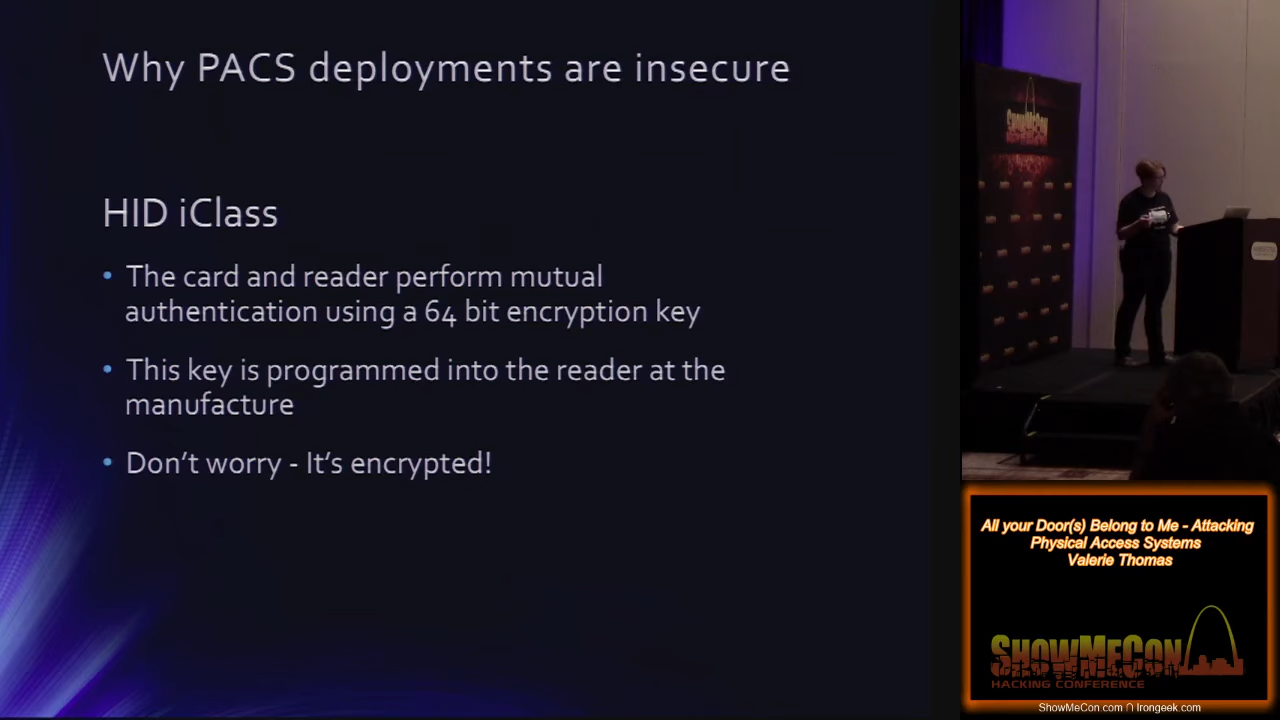 Why PACS deployments are insecure
HID iClass
• The card and reader perform mutual
authentication using a 64 bit encryption key
• This key is programmed into the reader at the
manufacture
• Don't worry - It's encrypted!
SHOWMECON
All your Door(s) Belong to Me - Attacking
Physical Access Systems
Valerie Thomas
SHOWMECON
HACKING CONFERENCE
ShowMeCon.com ∩ Irongeek.com